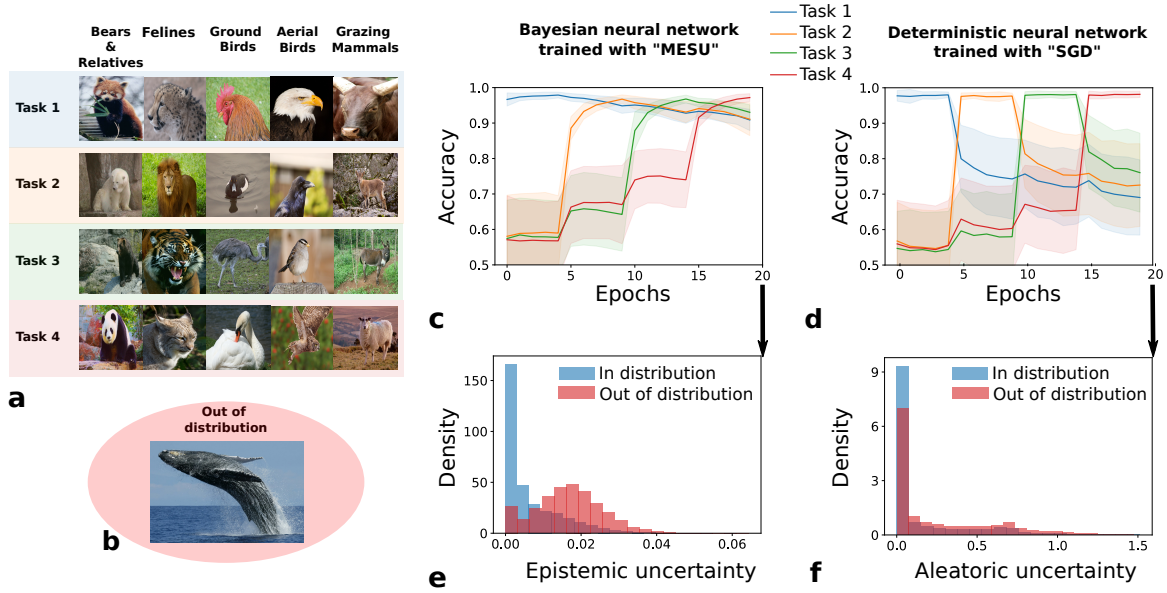 Bears
&
Relatives
Felines
Ground
Birds
Aerial
Birds
Grazing
Mammals
Task 1
Task 2
Task 3
Task 4
a
Out of
distribution
b
Bayesian neural network
trained with "MESU"
Task 1
Task 2
Task 3
Task 4
Deterministic neural network
trained with "SGD"
Accuracy
1.0
0.9
0.8
0.7
0.6
0.5
0 5 10 15 20
Epochs
c
Accuracy
1.0
0.9
0.8
0.7
0.6
0.5
0 5 10 15 20
Epochs
d
In distribution
Out of distribution
Density
150
100
50
0
0.00 0.02 0.04 0.06
Epistemic uncertainty
e
In distribution
Out of distribution
Density
9
6
3
0
0.0 0.5 1.0 1.5
Aleatoric uncertainty
f